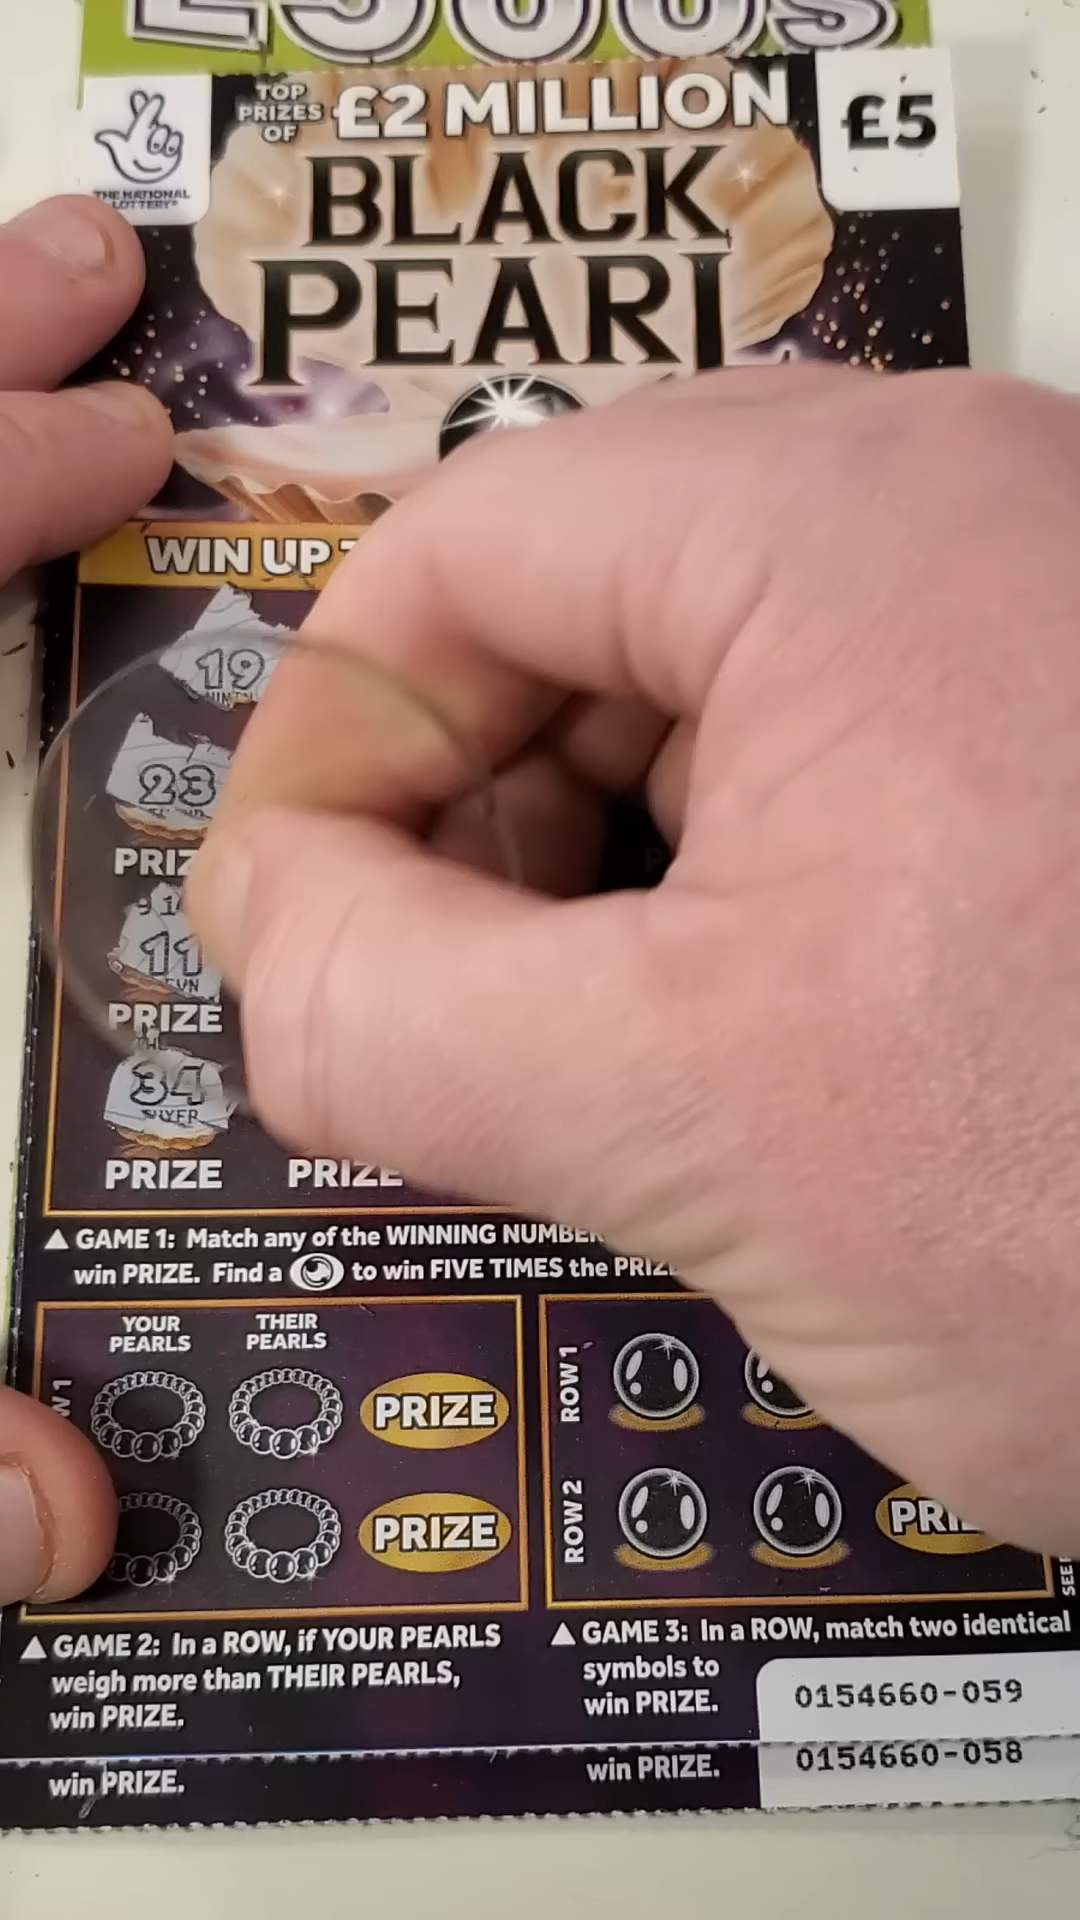 £500s
TOP PRIZES OF £2 MILLION
£5
THE NATIONAL LOTTERY®
BLACK
PEARL
WIN UP
19
23
PRIZ
11
PRIZE
34
PRIZE PRIZE
GAME 1: Match any of the WINNING NUMBER
win PRIZE. Find a to win FIVE TIMES the PRIZE
YOUR PEARLS
THEIR PEARLS
PRIZE
PRIZE
ROW 1
ROW 2
PRIZ
SEE
GAME 2: In a ROW, if YOUR PEARLS
weigh more than THEIR PEARLS,
win PRIZE.
GAME 3: In a ROW, match two identical
symbols to
win PRIZE.
0154660-059
win PRIZE.
win PRIZE.
0154660-058